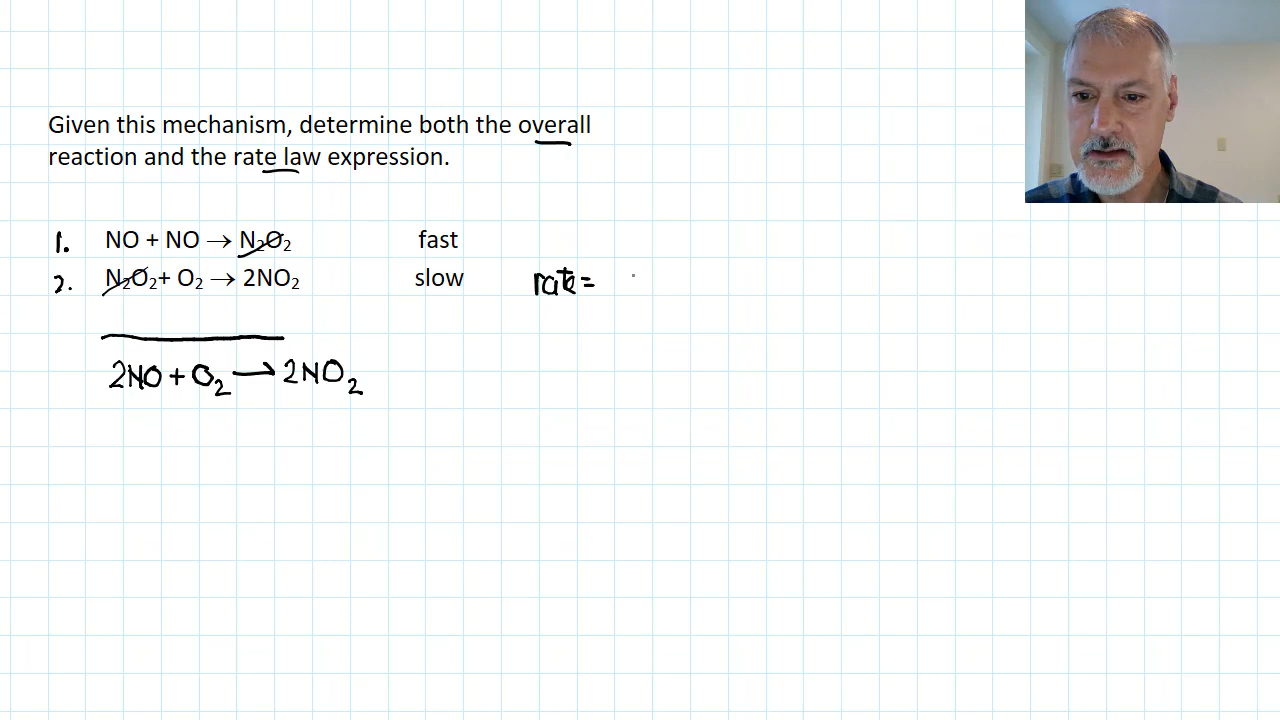 Given this mechanism, determine both the overall
reaction and the rate law expression.
1. NO + NO → N₂O₂ fast
2. N₂O₂+ O₂ → 2NO₂ slow rate=
2NO+O₂→2NO₂